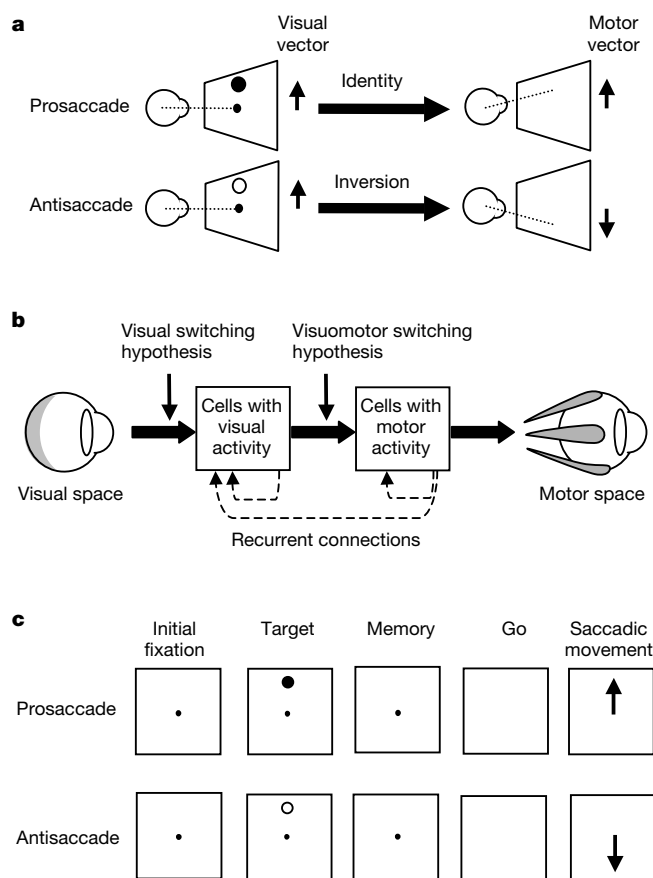 a
Visual
vector
Motor
vector
Prosaccade
Identity
Antisaccade
Inversion
b
Visual switching
hypothesis
Visuomotor switching
hypothesis
Cells with
visual
activity
Cells with
motor
activity
Visual space
Motor space
Recurrent connections
c
Initial
fixation
Target
Memory
Go
Saccadic
movement
Prosaccade
Antisaccade